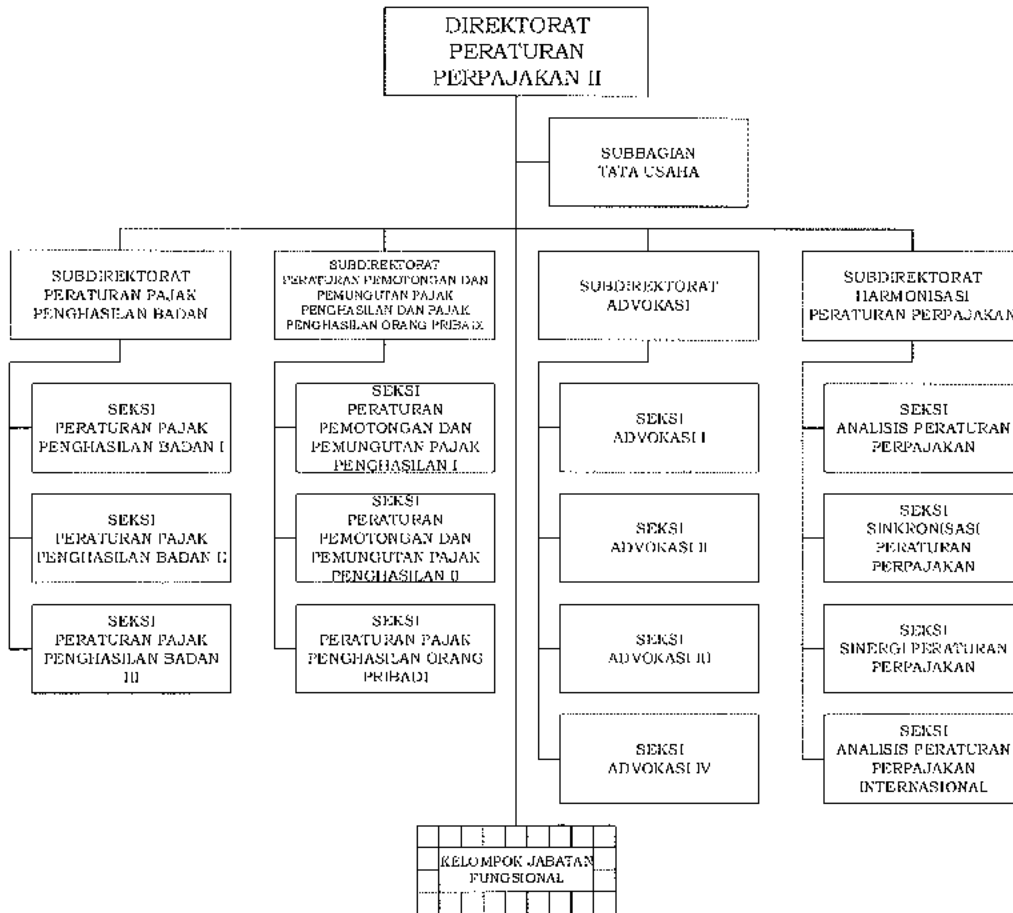 DIREKTORAT
PERATURAN
PERPAJAKAN II
SUBBAGIAN
TATA USAHA
SUBDIREKTORAT
PERATURAN PAJAK
PENGHASILAN BADAN
SUBDIREKTORAT
PERATURAN PEMOTONGAN DAN
PEMUNGUTAN PAJAK
PENGHASILAN DAN PAJAK
PENGHASILAN ORANG PRIBADI
SUBDIREKTORAT
ADVOKASI
SUBDIREKTORAT
HARMONISASI
PERATURAN PERPAJAKAN
SEKSI
PERATURAN PAJAK
PENGHASILAN BADAN I
SEKSI
PERATURAN PAJAK
PENGHASILAN BADAN II
SEKSI
PERATURAN PAJAK
PENGHASILAN BADAN
III
SEKSI
PERATURAN
PEMOTONGAN DAN
PEMUNGUTAN PAJAK
PENGHASILAN I
SEKSI
PERATURAN
PEMOTONGAN DAN
PEMUNGUTAN PAJAK
PENGHASILAN II
SEKSI
PERATURAN PAJAK
PENGHASILAN ORANG
PRIBADI
SEKSI
ADVOKASI I
SEKSI
ADVOKASI II
SEKSI
ADVOKASI III
SEKSI
ADVOKASI IV
SEKSI
ANALISIS PERATURAN
PERPAJAKAN
SEKSI
SINKRONISASI
PERATURAN
PERPAJAKAN
SEKSI
SINERGI PERATURAN
PERPAJAKAN
SEKSI
ANALISIS PERATURAN
PERPAJAKAN
INTERNASIONAL
KELOMPOK JABATAN
FUNGSIONAL